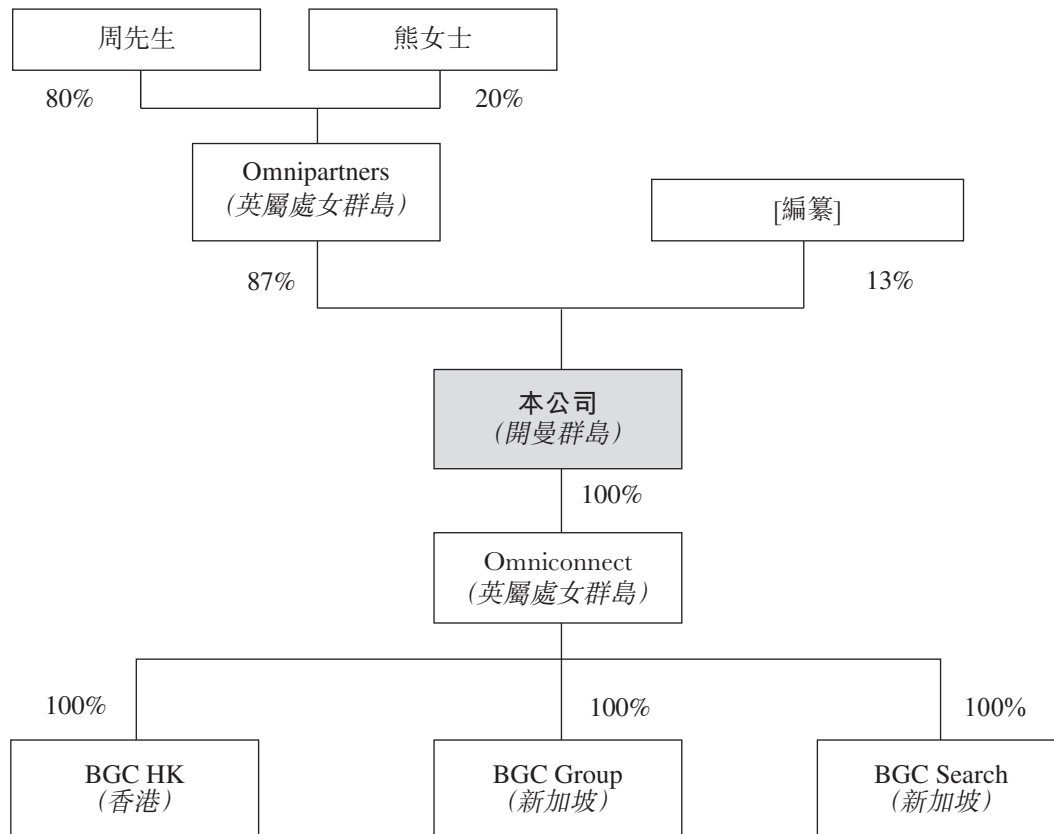 周先生
熊女士
80%
20%
Omnipartners
(英屬處女群島)
[編纂]
87%
13%
本公司
(開曼群島)
100%
Omniconnect
(英屬處女群島)
100%
100%
100%
BGC HK
(香港)
BGC Group
(新加坡)
BGC Search
(新加坡)